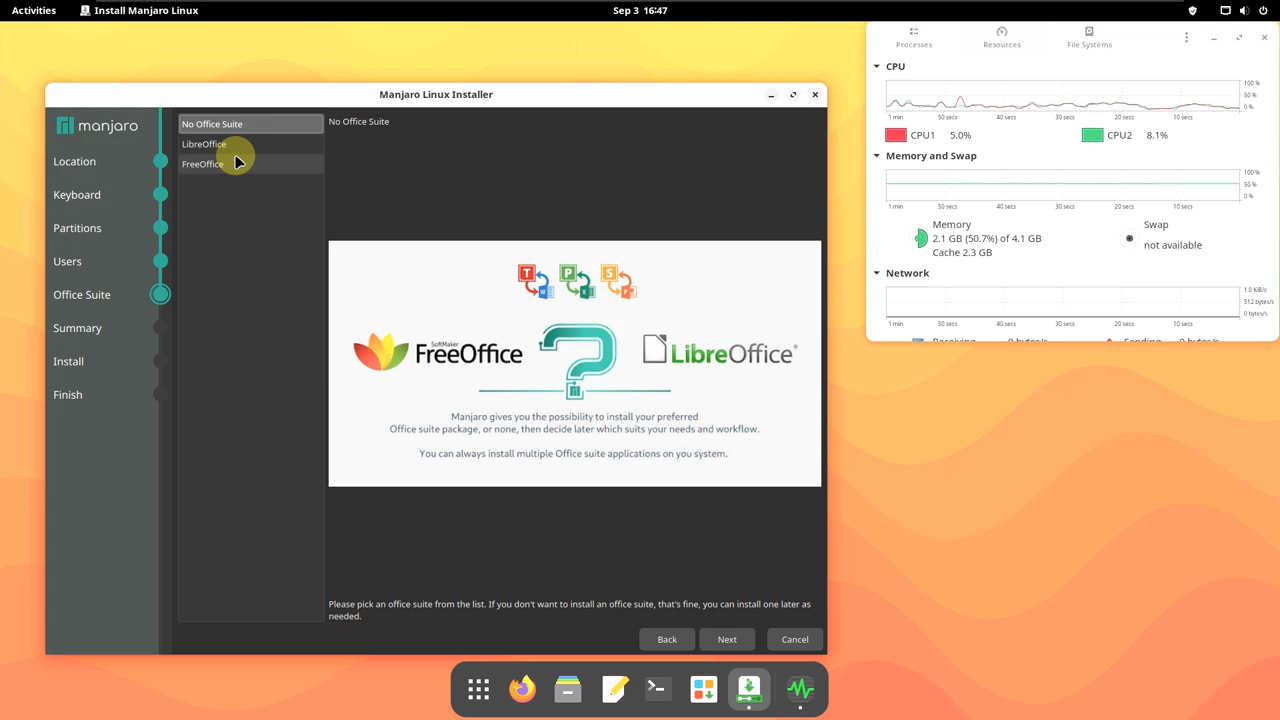 Activities
Install Manjaro Linux
Sep 3 16:47
Manjaro Linux Installer
manjaro
Location
Keyboard
Partitions
Users
Office Suite
Summary
Install
Finish
No Office Suite
LibreOffice
FreeOffice
No Office Suite
T
P
S
W
X
P
SoftMaker
FreeOffice
LibreOffice®
Manjaro gives you the possibility to install your preferred
Office suite package, or none, then decide later which suits your needs and workflow.
You can always install multiple Office suite applications on you system.
Please pick an office suite from the list. If you don't want to install an office suite, that's fine, you can install one later as
needed.
Back
Next
Cancel
Processes
Resources
File Systems
CPU
100 %
50 %
0 %
1 min
50 secs
40 secs
30 secs
20 secs
10 secs
CPU1 5.0%
CPU2 8.1%
Memory and Swap
100 %
50 %
0 %
1 min
50 secs
40 secs
30 secs
20 secs
10 secs
Memory
2.1 GB (50.7%) of 4.1 GB
Cache 2.3 GB
Swap
not available
Network
1.0 KiB/s
512 bytes/s
0 bytes/s
1 min
50 secs
40 secs
30 secs
20 secs
10 secs